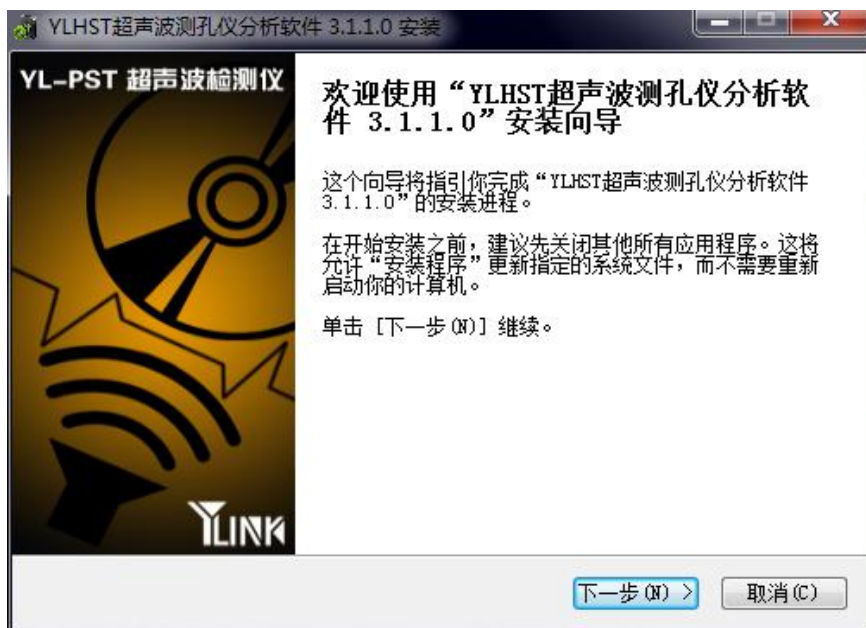 YLHST超声波测孔仪分析软件 3.1.1.0 安装
YL-PST 超声波检测仪
欢迎使用“YLHST超声波测孔仪分析软
件 3.1.1.0”安装向导
这个向导将指引你完成“YLHST超声波测孔仪分析软件
3.1.1.0”的安装进程。
在开始安装之前，建议先关闭其他所有应用程序。这将
允许“安装程序”更新指定的系统文件，而不需要重新
启动你的计算机。
单击 [下一步(N)] 继续。
YLINK
下一步(N) >
取消(C)